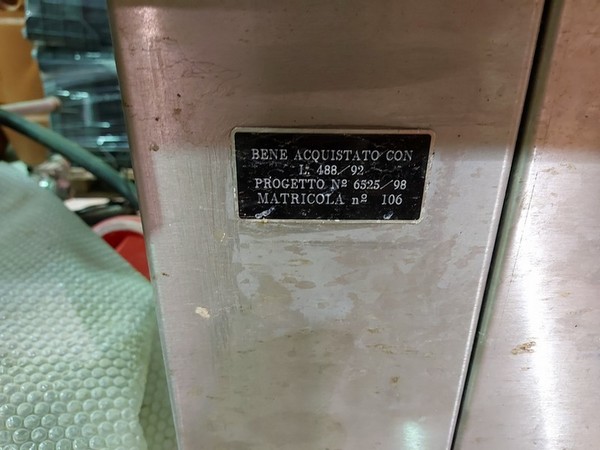 BENE ACQUISTATO CON
L. 488/92
PROGETTO Nº 6525/98
MATRICOLA nº 106